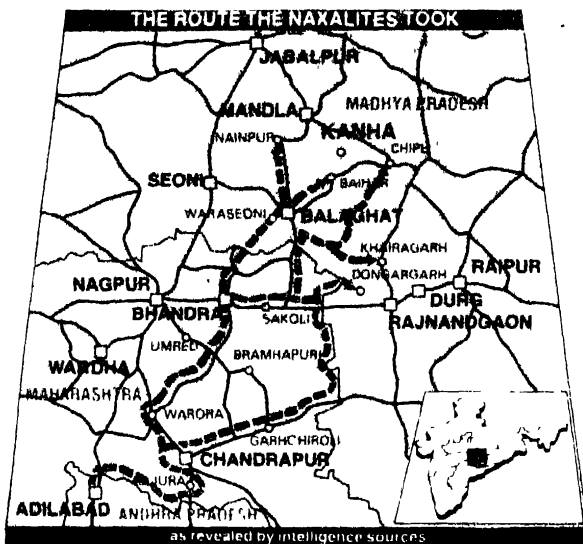 THE ROUTE THE NAXALITES TOOK
JABALPUR
MANDLA
MADHYA PRADESH
NAINPUR
KANHA
CHIPI
SEONI
BAIHAR
WARASEONI
BALAGHAT
KHAIRAGARH
DONGARGARH
RAIPUR
NAGPUR
BHANDRA
SAKOLI
DURG
RAJNANDGAON
UMRED
BRAMHAPURI
WARDHA
MAHARASHTRA
WARORA
GARHCHIROLI
CHANDRAPUR
AJURA
ADILABAD
ANDHRA PRADESH
as revealed by intelligence sources